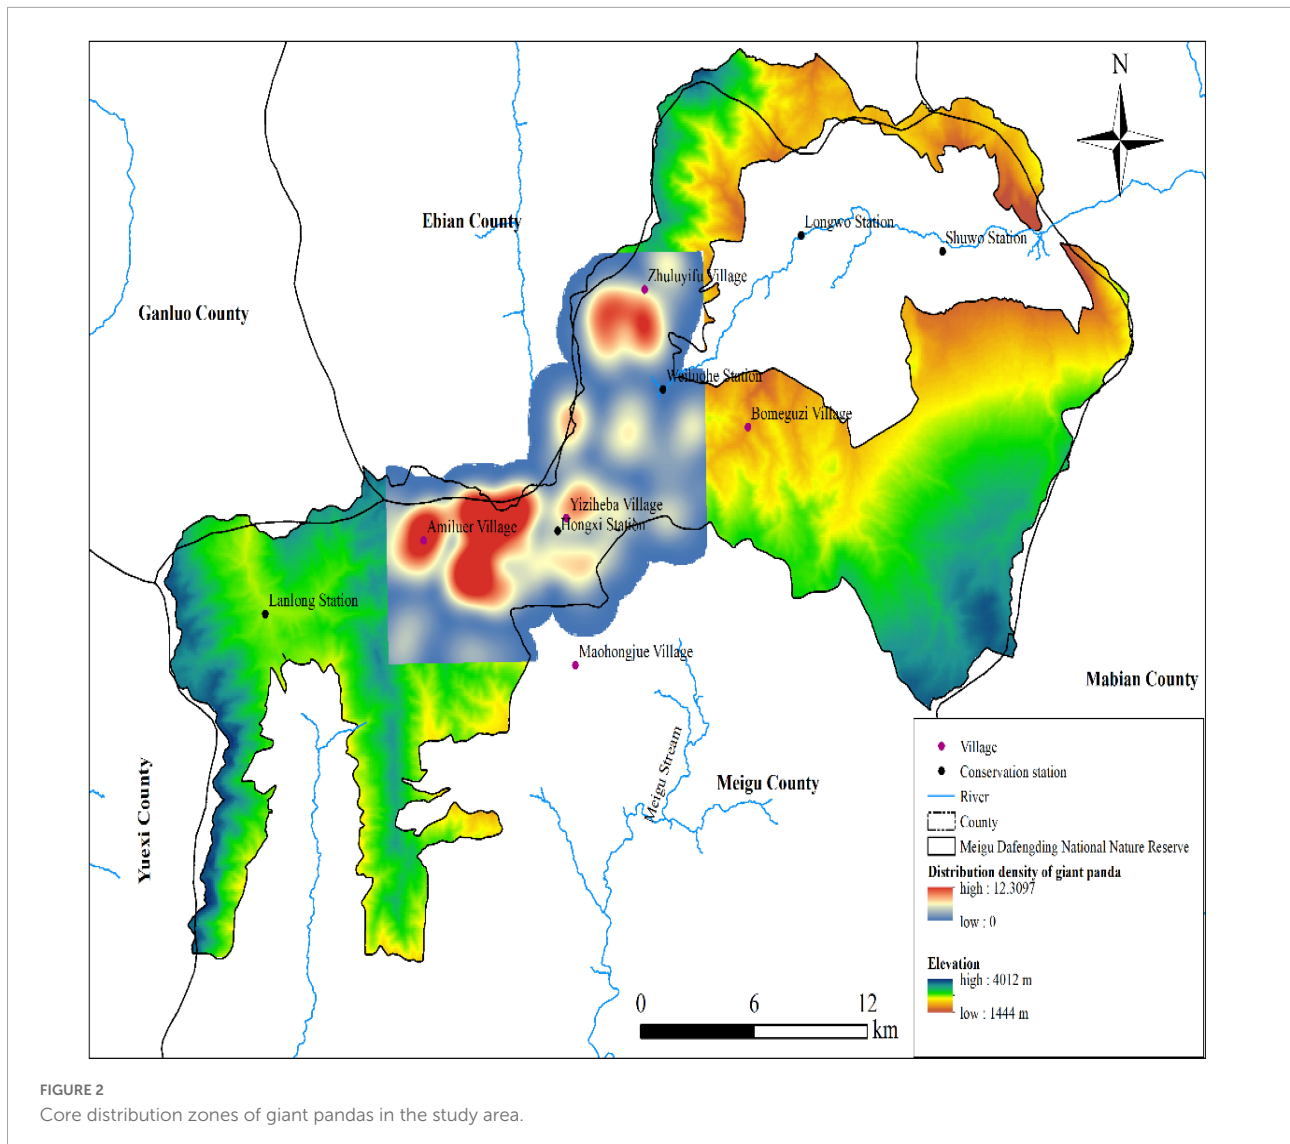 N
Longwo Station
Ebian County
Shuwo Station
Zhuluyifu Village
Ganluo County
Weiluohe Station
Bomeguzi Village
Yiziheba Village
Amiluer Village
Hongxi Station
Lanlong Station
Maohongjue Village
Mabian County
Meigu Stream
Meigu County
Yuexi County
Village
Conservation station
River
County
Meigu Dafengding National Nature Reserve
Distribution density of giant panda
high : 12.3097
low : 0
Elevation
high : 4012 m
low : 1444 m
0 6 12
km
FIGURE 2
Core distribution zones of giant pandas in the study area.